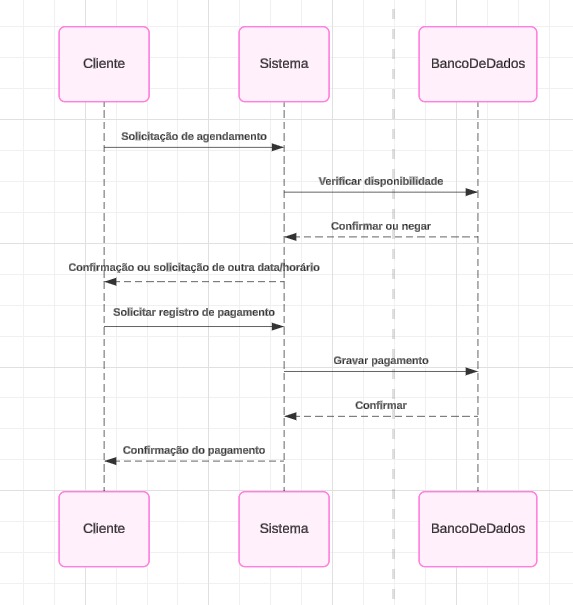 Cliente
Sistema
BancoDeDados
Solicitação de agendamento
Verificar disponibilidade
Confirmar ou negar
Confirmação ou solicitação de outra data/horário
Solicitar registro de pagamento
Gravar pagamento
Confirmar
Confirmação do pagamento
Cliente
Sistema
BancoDeDados